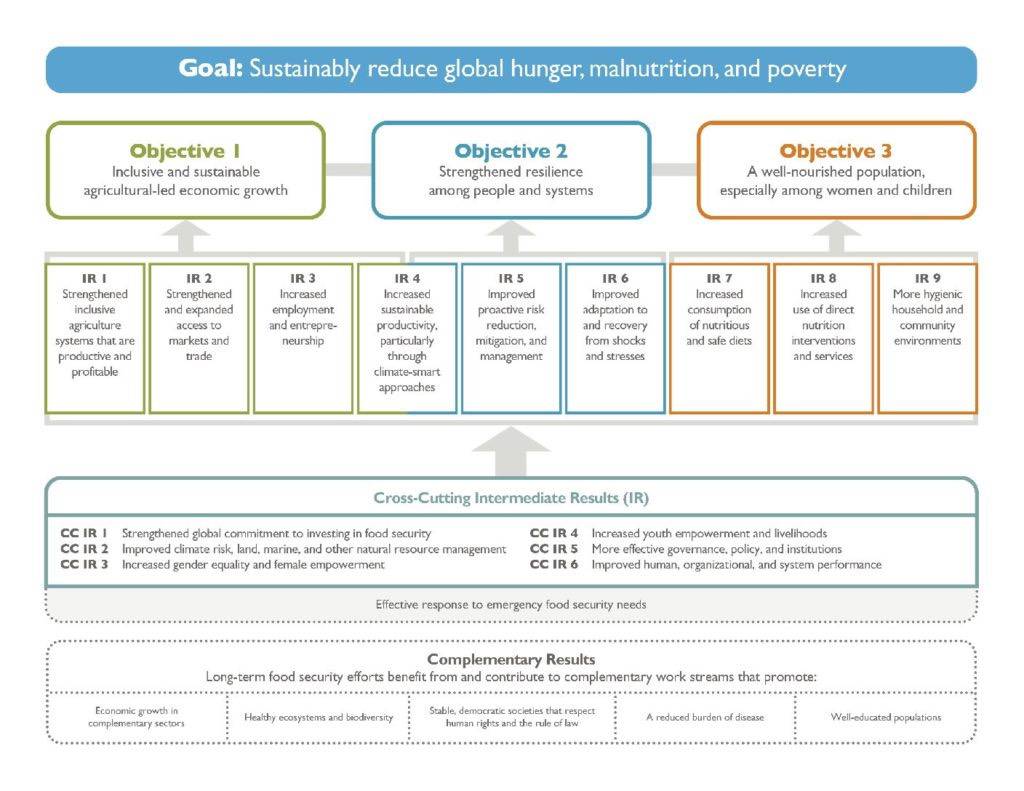 Goal: Sustainably reduce global hunger, malnutrition, and poverty
Objective 1
Inclusive and sustainable
agricultural-led economic growth
Objective 2
Strengthened resilience
among people and systems
Objective 3
A well-nourished population,
especially among women and children
IR 1
Strengthened
inclusive
agriculture
systems that are
productive and
profitable
IR 2
Strengthened
and expanded
access to
markets and
trade
IR 3
Increased
employment
and entrepre-
neurship
IR 4
Increased
sustainable
productivity,
particularly
through
climate-smart
approaches
IR 5
Improved
proactive risk
reduction,
mitigation, and
management
IR 6
Improved
adaptation to
and recovery
from shocks
and stresses
IR 7
Increased
consumption
of nutritious
and safe diets
IR 8
Increased
use of direct
nutrition
interventions
and services
IR 9
More hygienic
household and
community
environments
Cross-Cutting Intermediate Results (IR)
CC IR 1 Strengthened global commitment to investing in food security
CC IR 2 Improved climate risk, land, marine, and other natural resource management
CC IR 3 Increased gender equality and female empowerment
CC IR 4 Increased youth empowerment and livelihoods
CC IR 5 More effective governance, policy, and institutions
CC IR 6 Improved human, organizational, and system performance
Effective response to emergency food security needs
Complementary Results
Long-term food security efforts benefit from and contribute to complementary work streams that promote:
Economic growth in
complementary sectors
Healthy ecosystems and biodiversity
Stable, democratic societies that respect
human rights and the rule of law
A reduced burden of disease
Well-educated populations